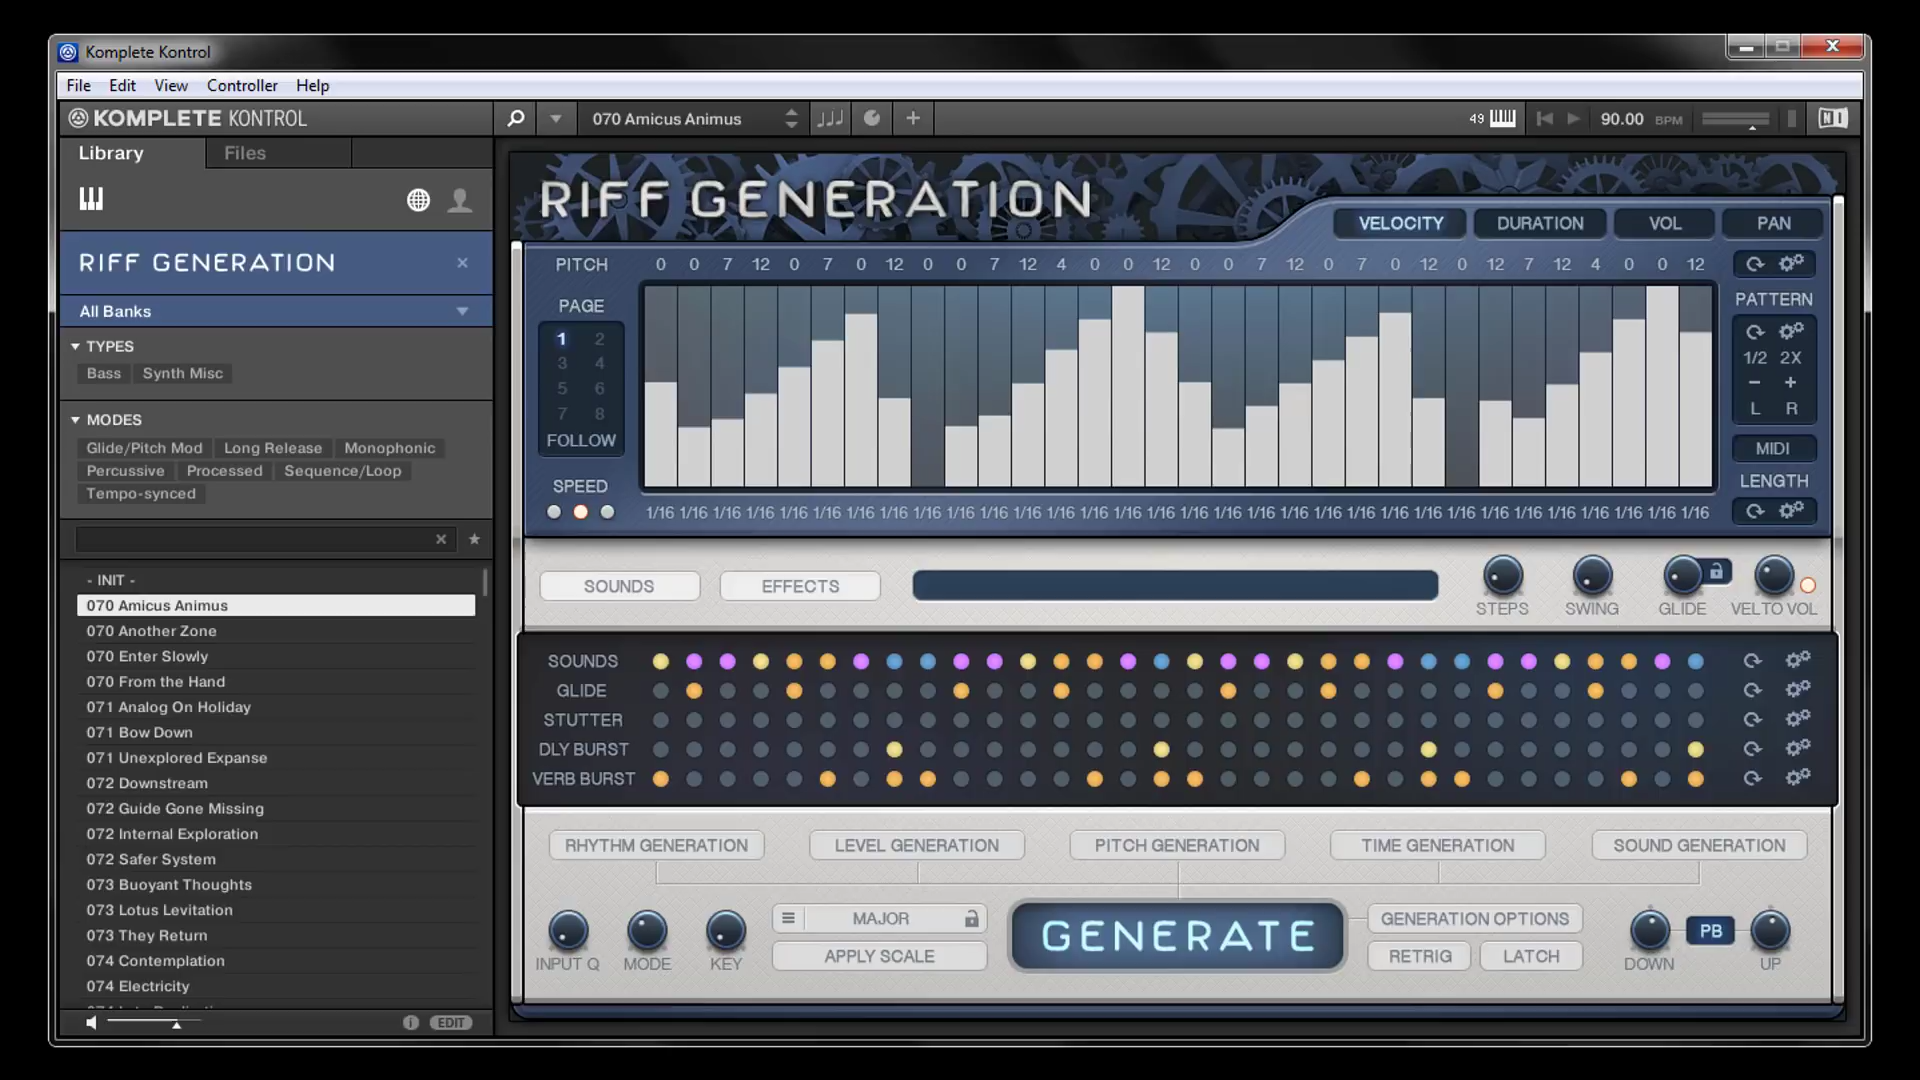 Komplete Kontrol
File Edit View Controller Help
KOMPLETE KONTROL
070 Amicus Animus
49
90.00 BPM
NI
Library Files
RIFF GENERATION
All Banks
TYPES
Bass Synth Misc
MODES
Glide/Pitch Mod Long Release Monophonic
Percussive Processed Sequence/Loop
Tempo-synced
- INIT -
070 Amicus Animus
070 Another Zone
070 Enter Slowly
070 From the Hand
071 Analog On Holiday
071 Bow Down
071 Unexplored Expanse
072 Downstream
072 Guide Gone Missing
072 Internal Exploration
072 Safer System
073 Buoyant Thoughts
073 Lotus Levitation
073 They Return
074 Contemplation
074 Electricity
EDIT
RIFF GENERATION
VELOCITY DURATION VOL PAN
PITCH 0 0 7 12 0 7 0 12 0 0 7 12 4 0 0 12 0 0 7 12 0 7 0 12 0 12 7 12 4 0 0 12
PAGE
1 2
3 4
5 6
7 8
FOLLOW
PATTERN
1/2 2X
− +
L R
MIDI
LENGTH
SPEED
1/16 1/16 1/16 1/16 1/16 1/16 1/16 1/16 1/16 1/16 1/16 1/16 1/16 1/16 1/16 1/16 1/16 1/16 1/16 1/16 1/16 1/16 1/16 1/16 1/16 1/16 1/16 1/16 1/16 1/16 1/16 1/16
SOUNDS EFFECTS
STEPS SWING GLIDE VEL TO VOL
SOUNDS
GLIDE
STUTTER
DLY BURST
VERB BURST
RHYTHM GENERATION LEVEL GENERATION PITCH GENERATION TIME GENERATION SOUND GENERATION
INPUT Q MODE KEY
MAJOR
APPLY SCALE
GENERATE
GENERATION OPTIONS
RETRIG LATCH
DOWN PB UP